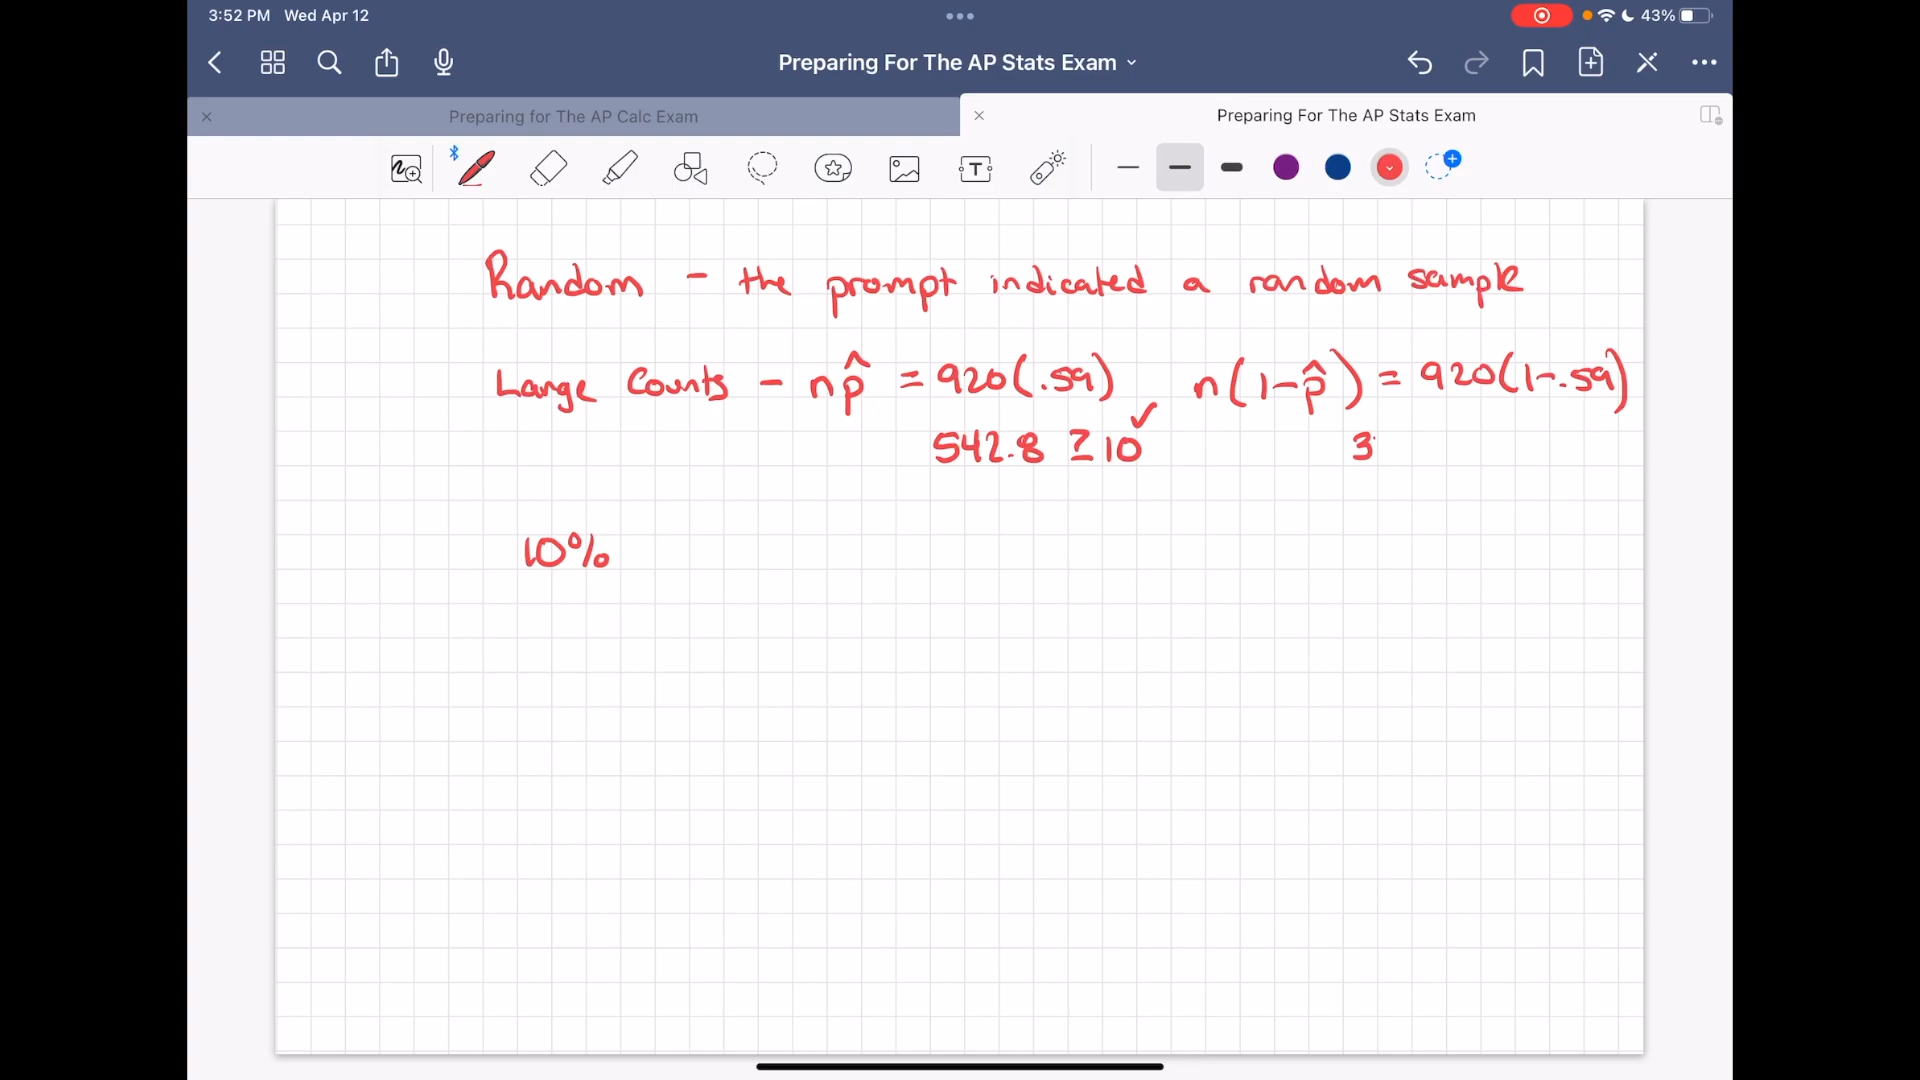 3:52 PM Wed Apr 12
43%
Preparing For The AP Stats Exam
Preparing for The AP Calc Exam
Preparing For The AP Stats Exam
T
Random - the prompt indicated a random sample
Large Counts - np̂ = 920(.59) n(1-p̂) = 920(1-.59)
542.8 ≥ 10 ✓ 3
10%